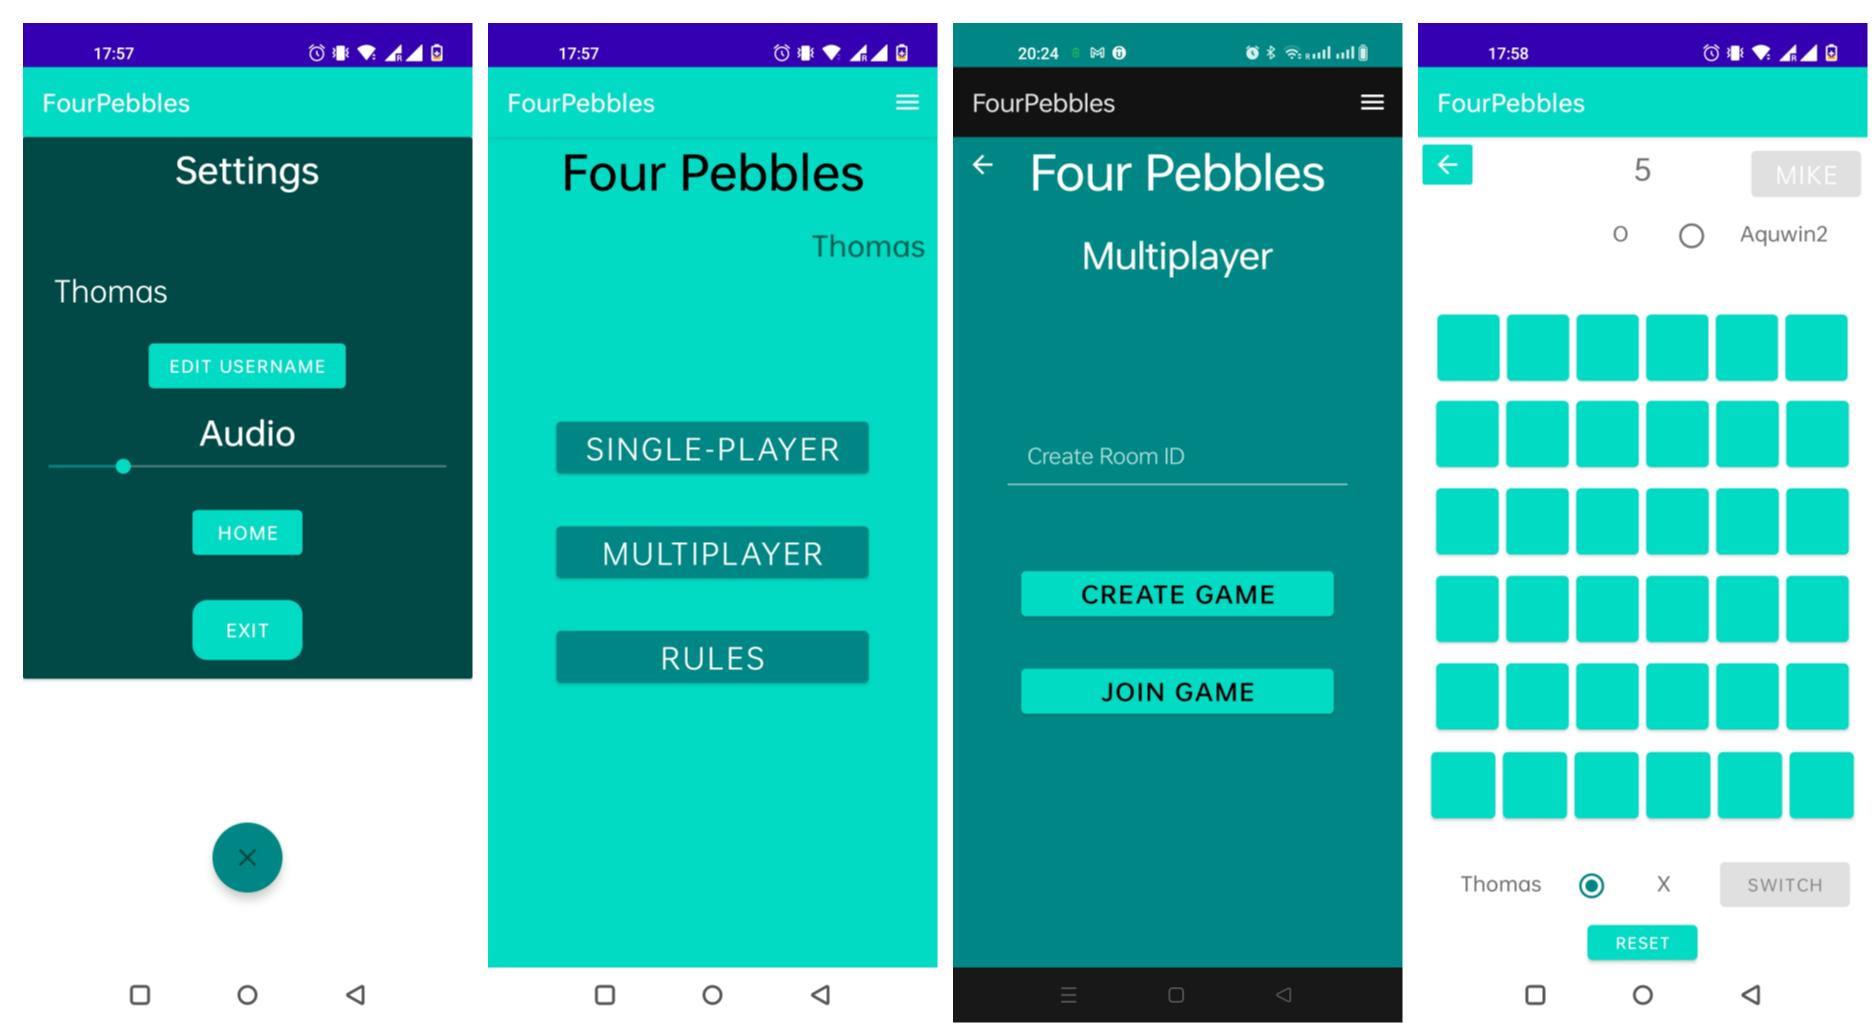 17:57
FourPebbles
Settings
Thomas
EDIT USERNAME
Audio
HOME
EXIT
17:57
FourPebbles
Four Pebbles
Thomas
SINGLE-PLAYER
MULTIPLAYER
RULES
20:24
FourPebbles
Four Pebbles
Multiplayer
Create Room ID
CREATE GAME
JOIN GAME
17:58
FourPebbles
5 MIKE
O Aquwin2
Thomas X SWITCH
RESET